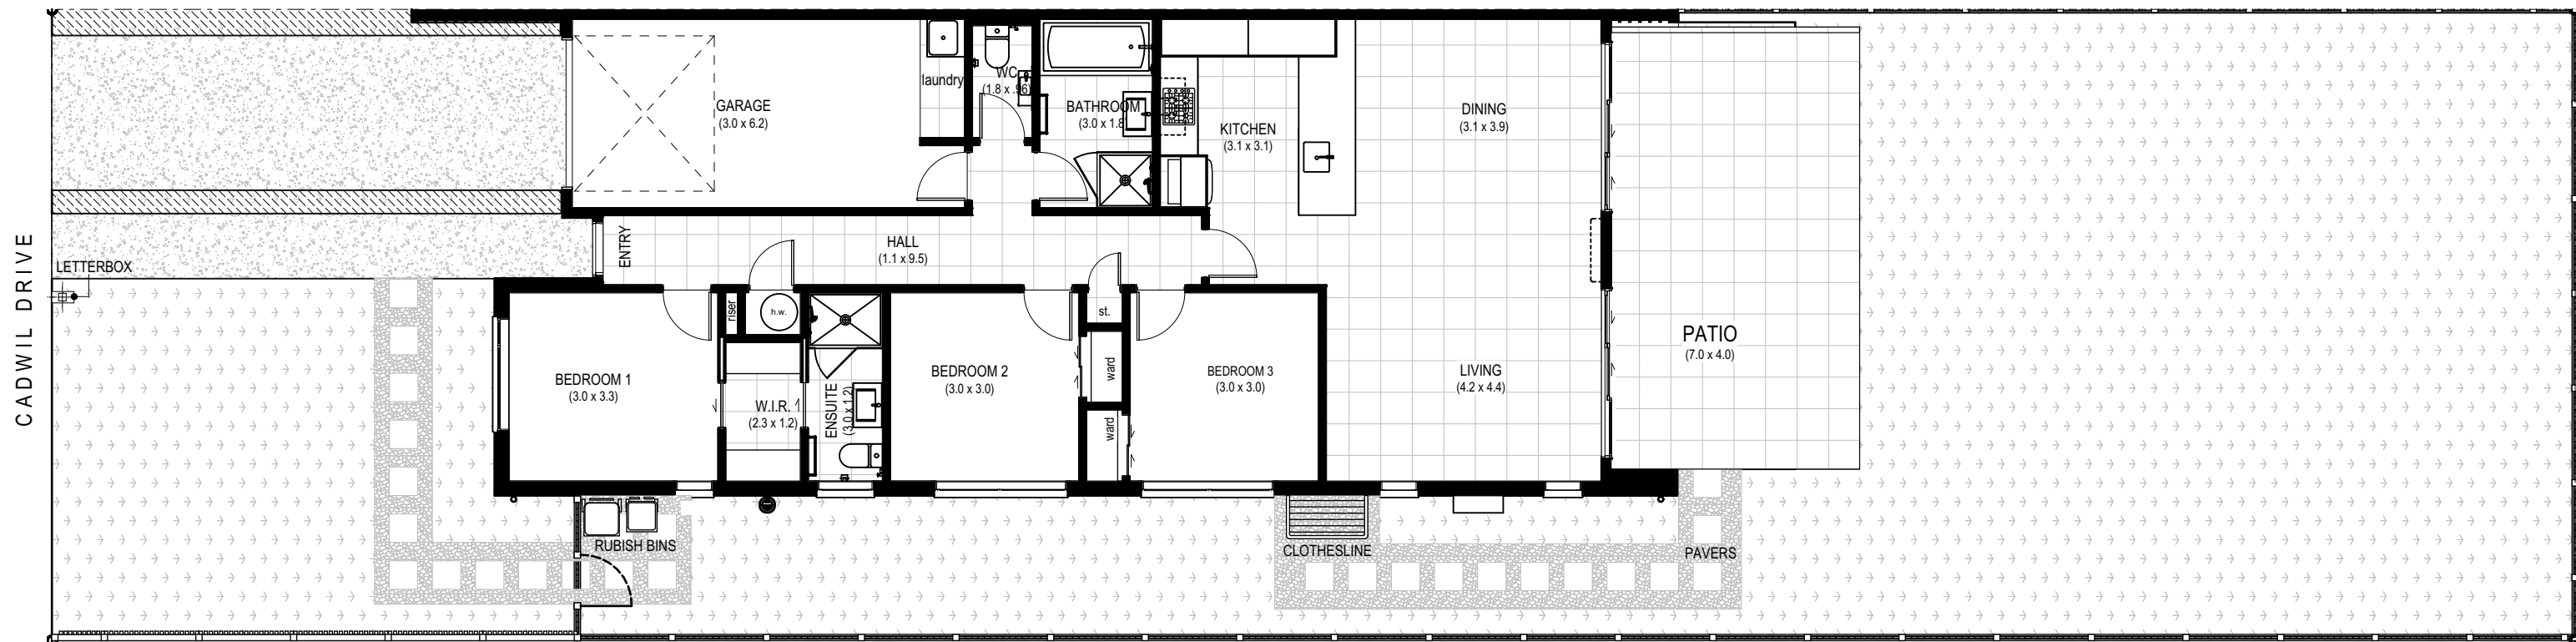 CADWIL DRIVE
LETTERBOX
GARAGE
(3.0 x 6.2)
laundry
WC
(1.8 x .96)
BATHROOM
(3.0 x 1.8)
KITCHEN
(3.1 x 3.1)
DINING
(3.1 x 3.9)
ENTRY
HALL
(1.1 x 9.5)
BEDROOM 1
(3.0 x 3.3)
riser
h.w.
W.I.R. 1
(2.3 x 1.2)
ENSUITE
(3.0 x 1.2)
BEDROOM 2
(3.0 x 3.0)
st.
ward
ward
BEDROOM 3
(3.0 x 3.0)
LIVING
(4.2 x 4.4)
PATIO
(7.0 x 4.0)
RUBISH BINS
CLOTHESLINE
PAVERS